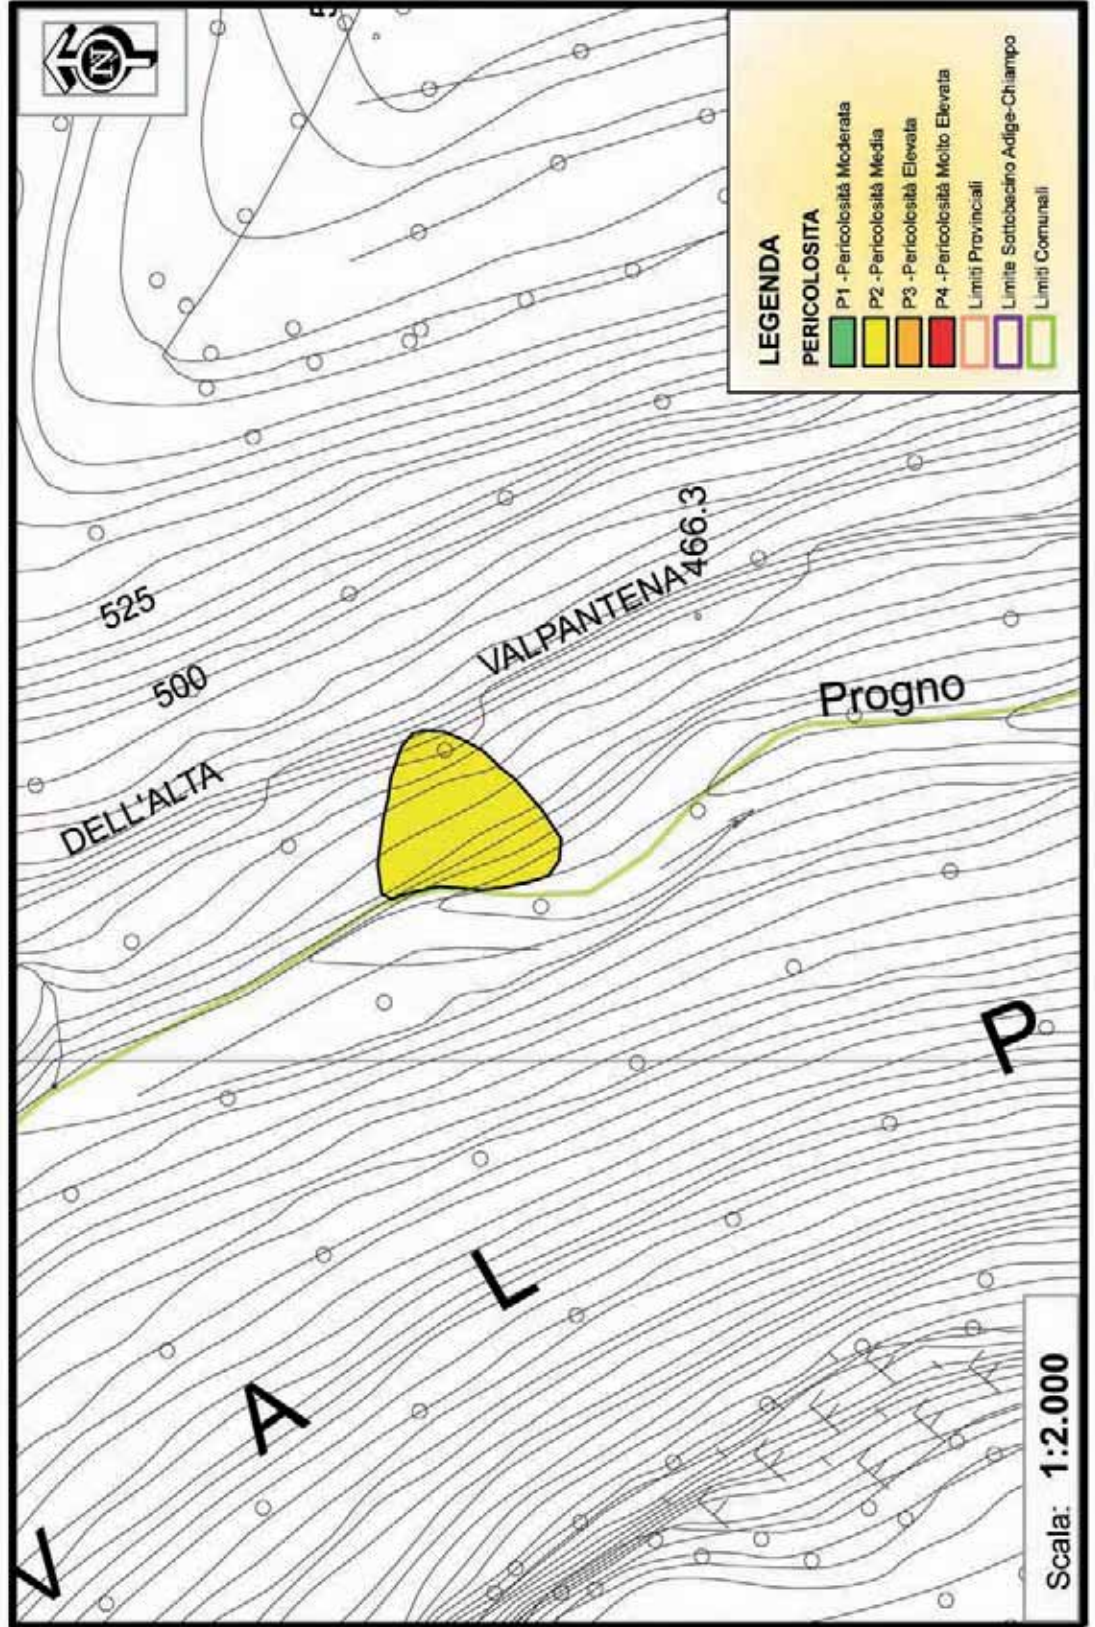 N
LEGENDA
PERICOLOSITA
P1 -Pericolosità Moderata
P2 -Pericolosità Media
P3 -Pericolosità Elevata
P4 -Pericolosità Molto Elevata
Limiti Provinciali
Limite Sottobacino Adige-Chiampo
Limiti Comunali
525
500
DELL'ALTA
VALPANTENA
466.3
Progno
V
A
L
P
Scala: 1:2.000